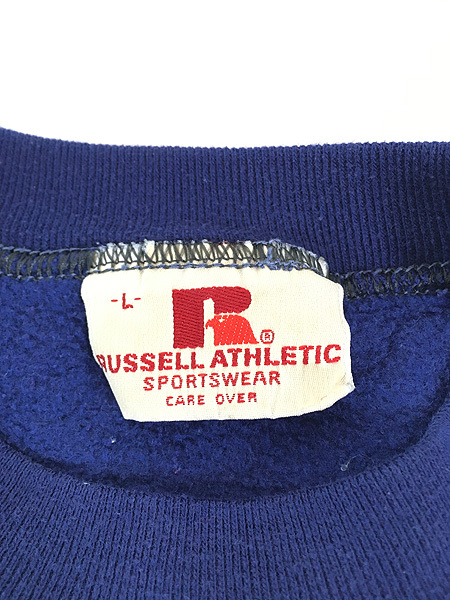 -L-
R
®
RUSSELL ATHLETIC
SPORTSWEAR
CARE OVER